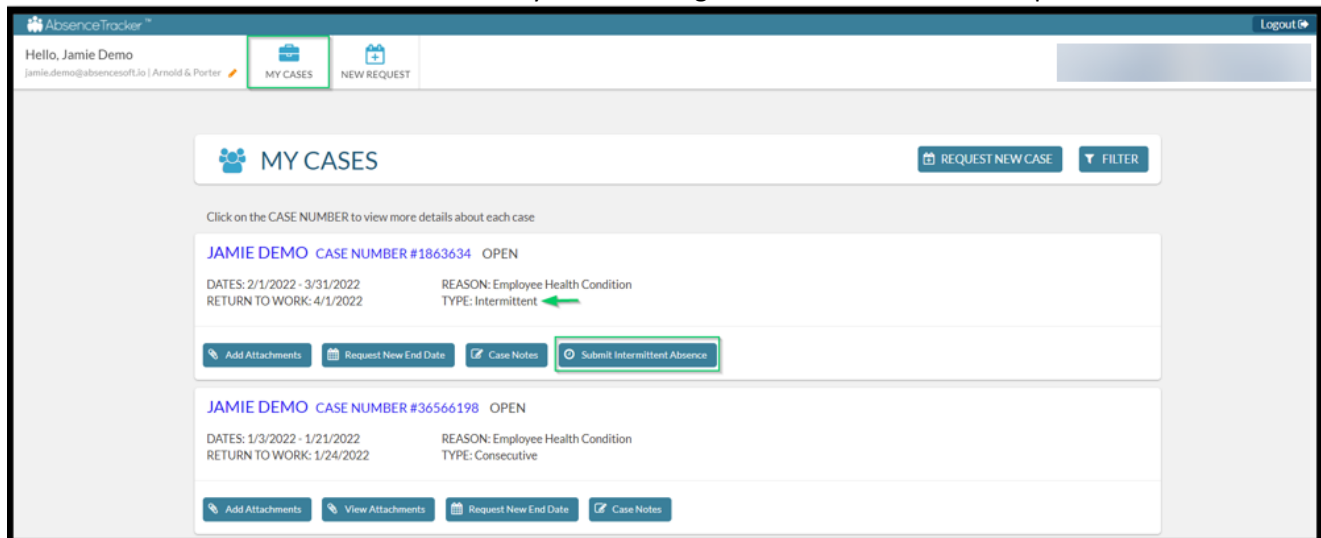 AbsenceTracker™
Logout
Hello, Jamie Demo
jamie.demo@absencesoft.io | Arnold & Porter
MY CASES
NEW REQUEST
MY CASES
REQUEST NEW CASE
FILTER
Click on the CASE NUMBER to view more details about each case
JAMIE DEMO CASE NUMBER #1863634 OPEN
DATES: 2/1/2022 - 3/31/2022 REASON: Employee Health Condition
RETURN TO WORK: 4/1/2022 TYPE: Intermittent
Add Attachments Request New End Date Case Notes Submit Intermittent Absence
JAMIE DEMO CASE NUMBER #36566198 OPEN
DATES: 1/3/2022 - 1/21/2022 REASON: Employee Health Condition
RETURN TO WORK: 1/24/2022 TYPE: Consecutive
Add Attachments View Attachments Request New End Date Case Notes